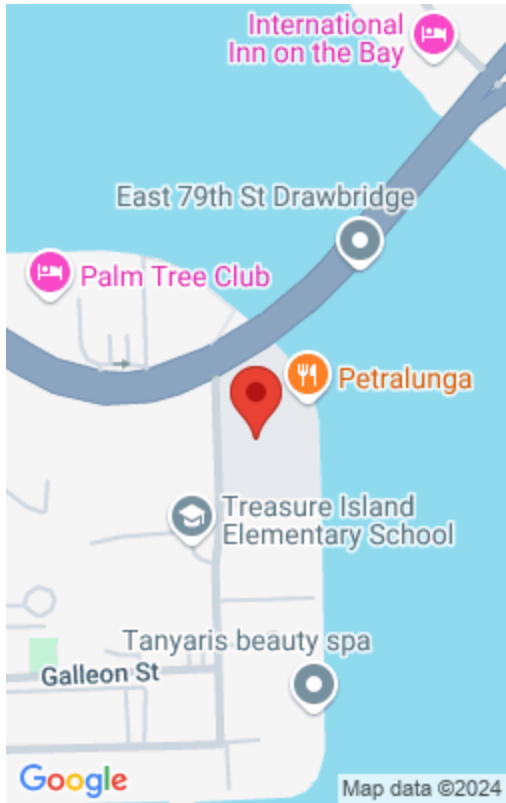 International
Inn on the Bay
East 79th St Drawbridge
Palm Tree Club
Petralunga
Treasure Island
Elementary School
Tanyaris beauty spa
Galleon St
Google
Map data ©2024